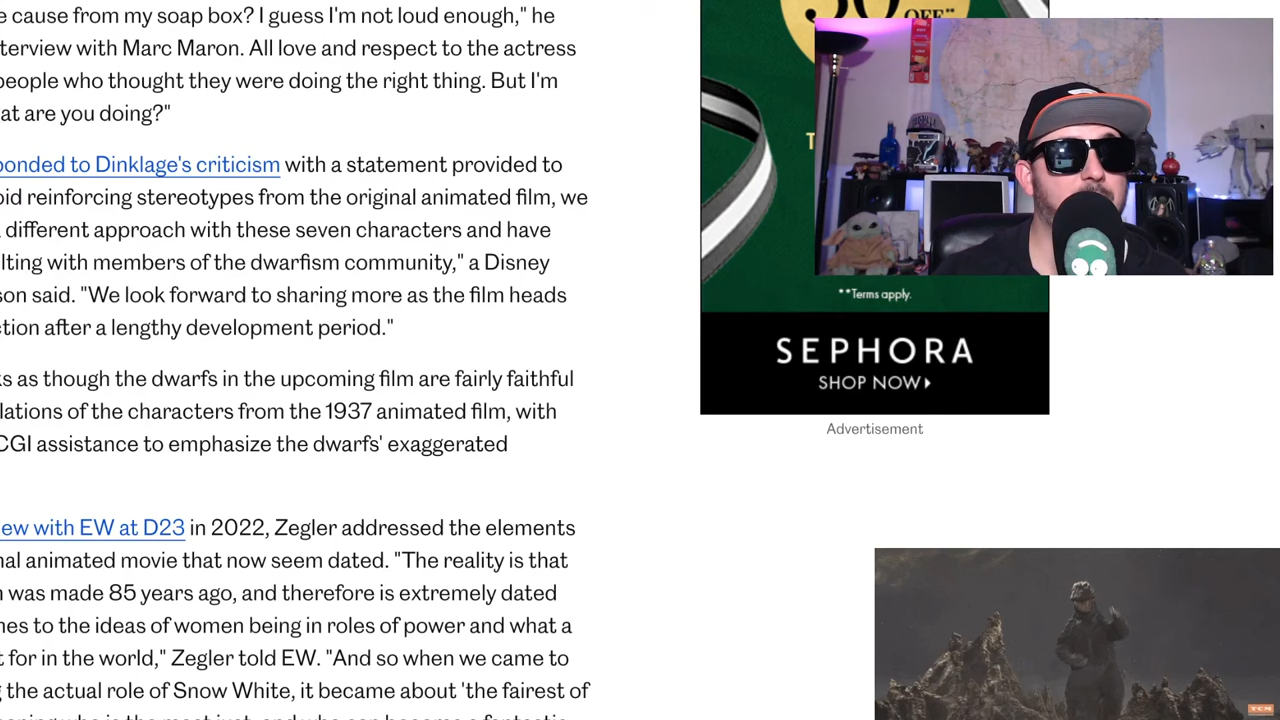 e cause from my soap box? I guess I'm not loud enough," he
terview with Marc Maron. All love and respect to the actress
people who thought they were doing the right thing. But I'm
at are you doing?"
ponded to Dinklage's criticism with a statement provided to
oid reinforcing stereotypes from the original animated film, we
different approach with these seven characters and have
lting with members of the dwarfism community," a Disney
son said. "We look forward to sharing more as the film heads
ction after a lengthy development period."
ks as though the dwarfs in the upcoming film are fairly faithful
lations of the characters from the 1937 animated film, with
CGI assistance to emphasize the dwarfs' exaggerated
ew with EW at D23 in 2022, Zegler addressed the elements
nal animated movie that now seem dated. "The reality is that
n was made 85 years ago, and therefore is extremely dated
nes to the ideas of women being in roles of power and what a
t for in the world," Zegler told EW. "And so when we came to
g the actual role of Snow White, it became about 'the fairest of
OFF**
T
**Terms apply.
SEPHORA
SHOP NOW
Advertisement
TCM